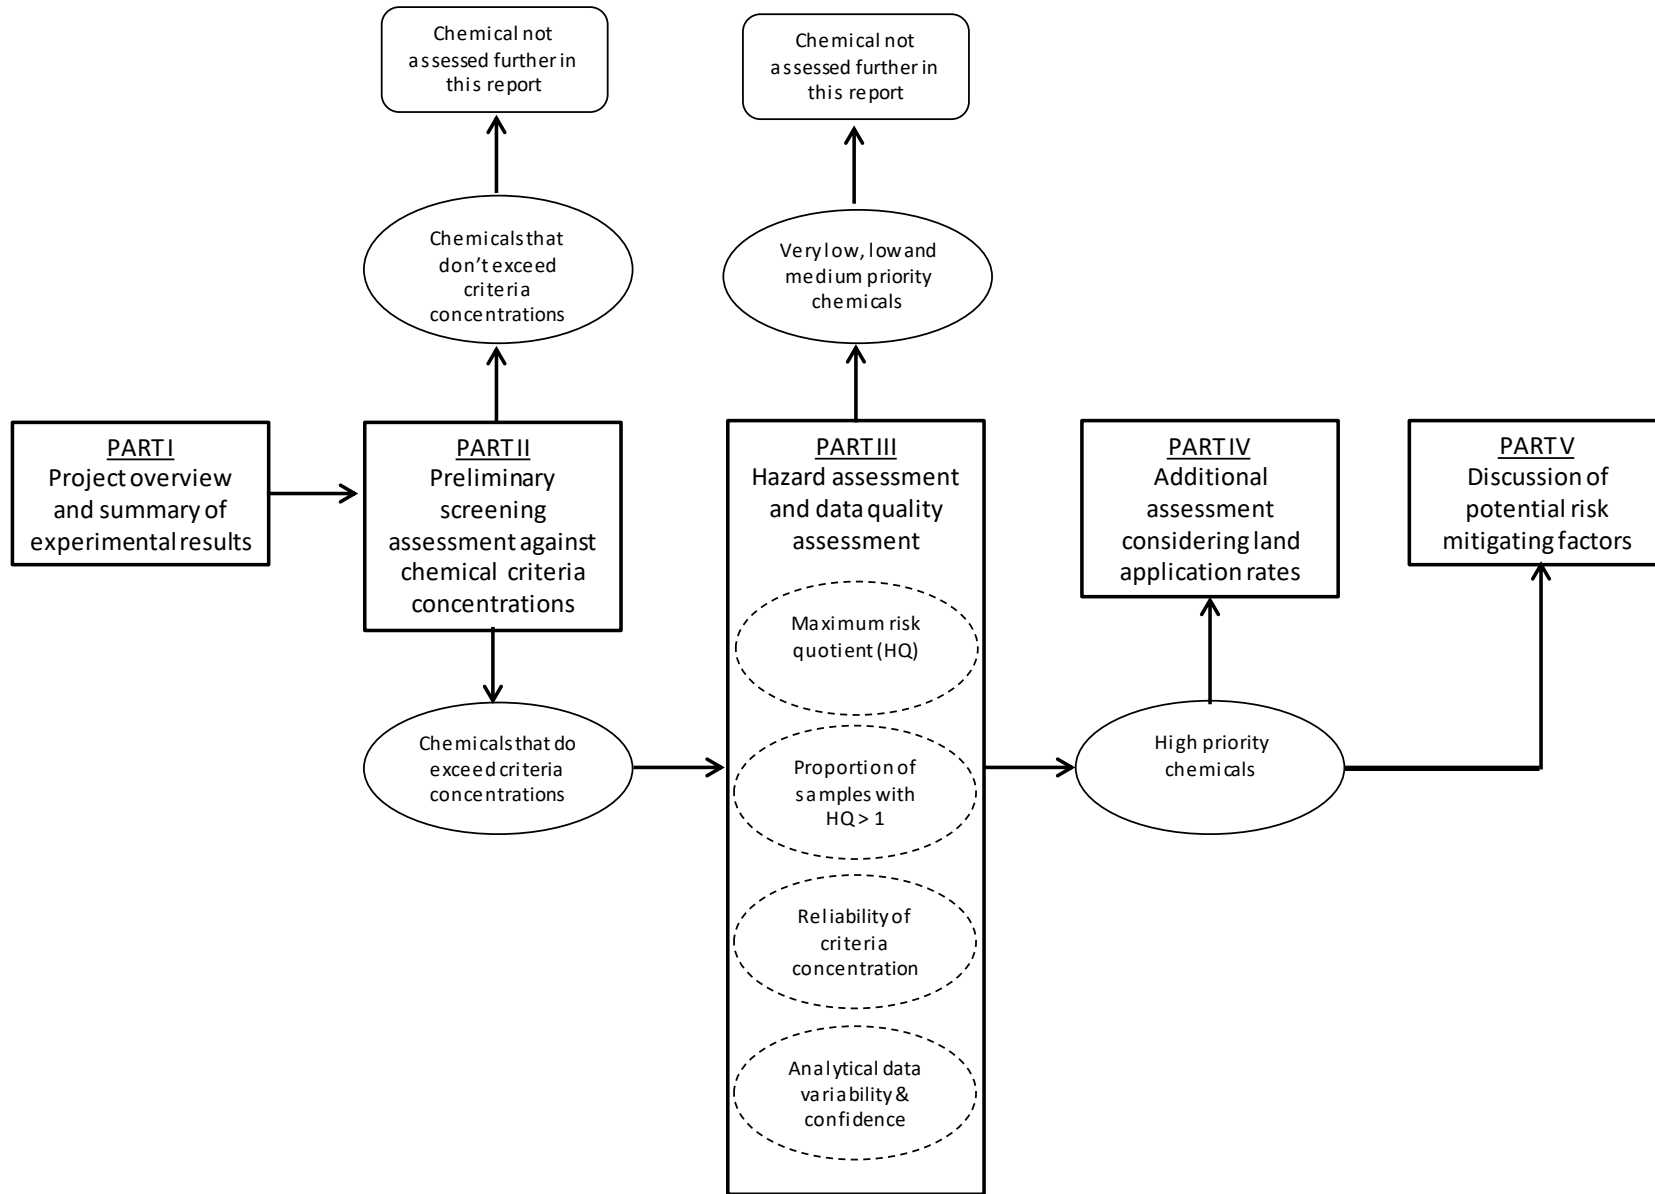 Chemical not
assessed further in
this report
Chemical not
assessed further in
this report
Chemicals that
don't exceed
criteria
concentrations
Very low, low and
medium priority
chemicals
PART I
Project overview
and summary of
experimental results
PART II
Preliminary
screening
assessment against
chemical criteria
concentrations
PART III
Hazard assessment
and data quality
assessment
PART IV
Additional
assessment
considering land
application rates
PART V
Discussion of
potential risk
mitigating factors
Maximum risk
quotient (HQ)
Chemicals that do
exceed criteria
concentrations
Proportion of
samples with
HQ > 1
High priority
chemicals
Reliability of
criteria
concentration
Analytical data
variability &
confidence